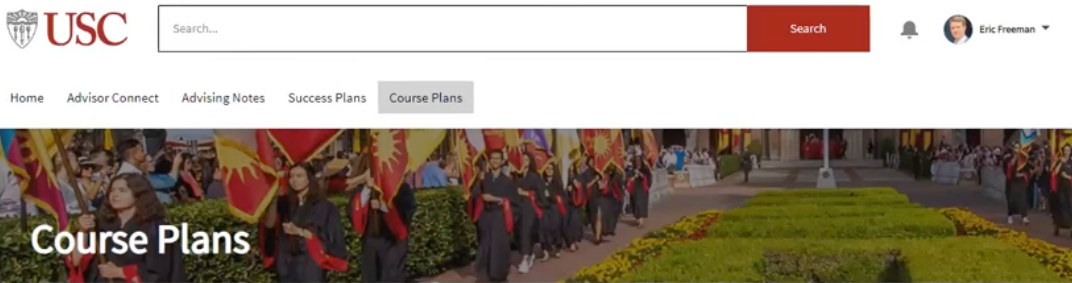 USC
Search...
Search
Eric Freeman
Home
Advisor Connect
Advising Notes
Success Plans
Course Plans
Course Plans